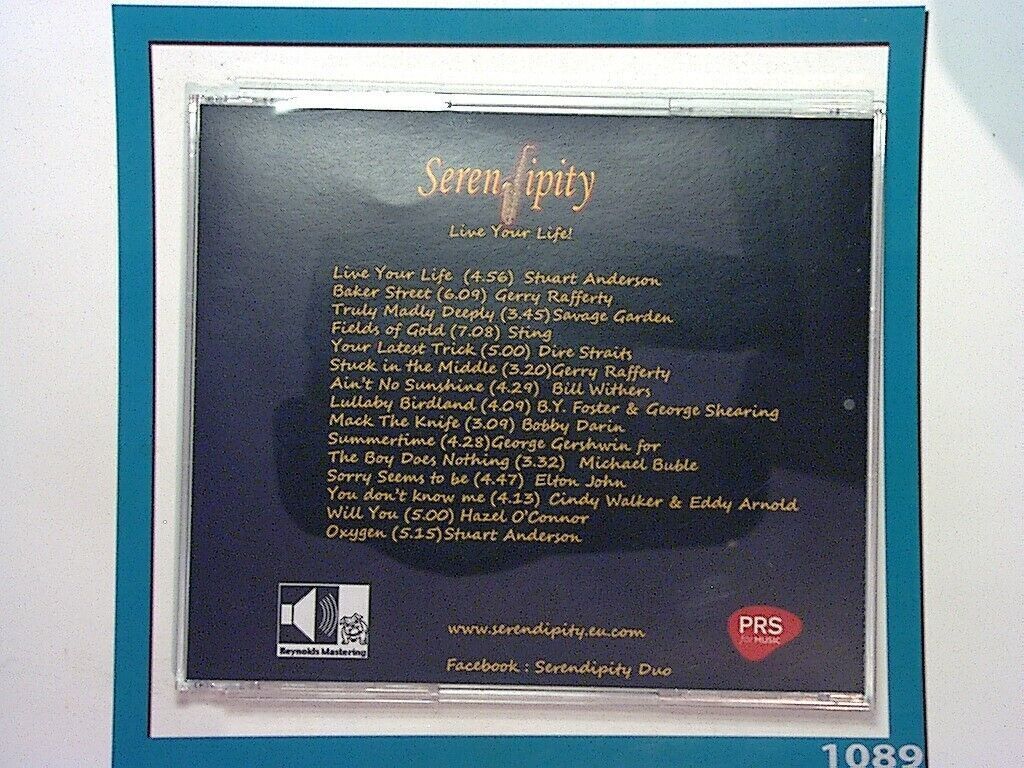 Serendipity
Live Your Life!
Live Your Life (4.56) Stuart Anderson
Baker Street (6.09) Gerry Rafferty
Truly Madly Deeply (3.45)Savage Garden
Fields of Gold (7.08) Sting
Your Latest Trick (5.00) Dire Straits
Stuck in the Middle (3.20)Gerry Rafferty
Ain't No Sunshine (4.29) Bill Withers
Lullaby Birdland (4.09) B.Y. Foster & George Shearing
Mack The Knife (3.09) Bobby Darin
Summertime (4.28)George Gershwin for
The Boy Does Nothing (3.32) Michael Buble
Sorry Seems to be (4.47) Elton John
You don't know me (4.13) Cindy Walker & Eddy Arnold
Will You (5.00) Hazel O'Connor
Oxygen (5.15)Stuart Anderson
Reynolds Mastering
www.serendipity.eu.com
Facebook : Serendipity Duo
PRS
for MUSIC
1089